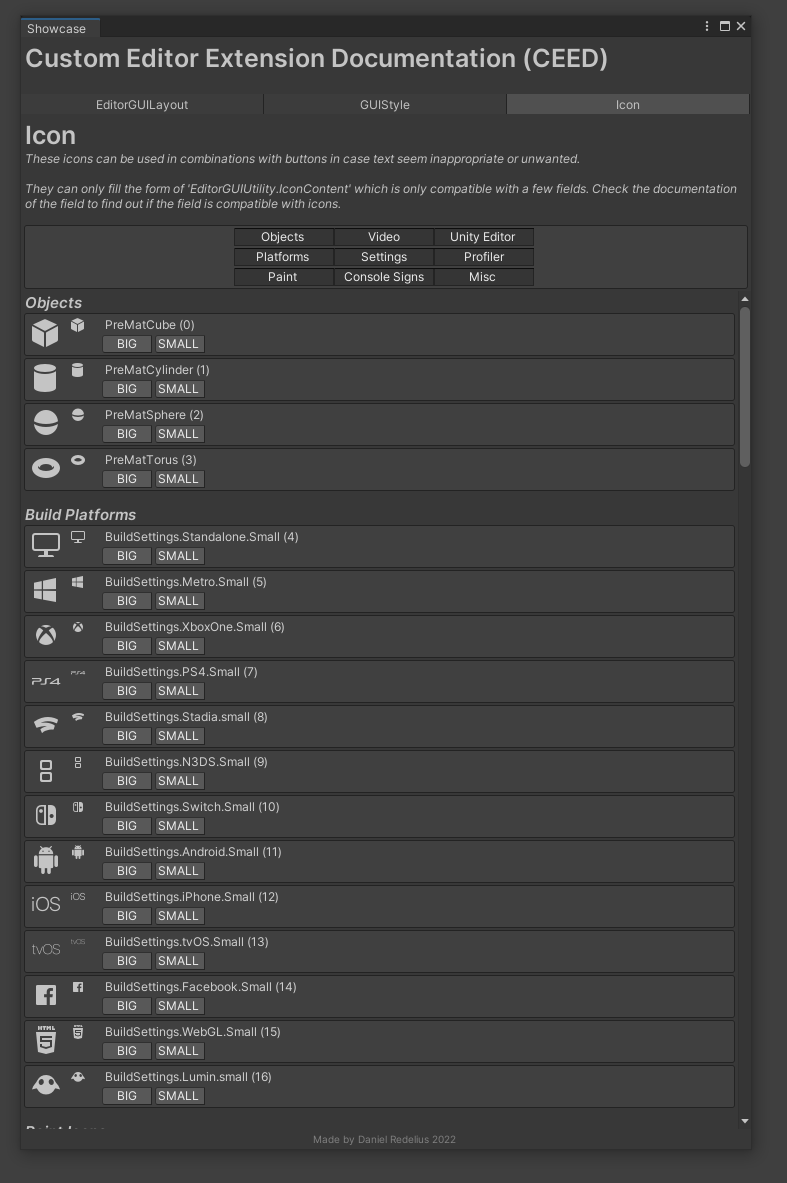 Showcase
Custom Editor Extension Documentation (CEED)
EditorGUILayout
GUIStyle
Icon
Icon
These icons can be used in combinations with buttons in case text seem inappropriate or unwanted.
They can only fill the form of 'EditorGUIUtility.IconContent' which is only compatible with a few fields. Check the documentation
of the field to find out if the field is compatible with icons.
Objects Video Unity Editor
Platforms Settings Profiler
Paint Console Signs Misc
Objects
PreMatCube (0)
BIG SMALL
PreMatCylinder (1)
BIG SMALL
PreMatSphere (2)
BIG SMALL
PreMatTorus (3)
BIG SMALL
Build Platforms
BuildSettings.Standalone.Small (4)
BIG SMALL
BuildSettings.Metro.Small (5)
BIG SMALL
BuildSettings.XboxOne.Small (6)
BIG SMALL
PS4 PS4 BuildSettings.PS4.Small (7)
BIG SMALL
BuildSettings.Stadia.small (8)
BIG SMALL
BuildSettings.N3DS.Small (9)
BIG SMALL
BuildSettings.Switch.Small (10)
BIG SMALL
BuildSettings.Android.Small (11)
BIG SMALL
iOS iOS BuildSettings.iPhone.Small (12)
BIG SMALL
tvOS tvOS BuildSettings.tvOS.Small (13)
BIG SMALL
BuildSettings.Facebook.Small (14)
BIG SMALL
HTML 5 BuildSettings.WebGL.Small (15)
BIG SMALL
BuildSettings.Lumin.small (16)
BIG SMALL
Made by Daniel Redelius 2022